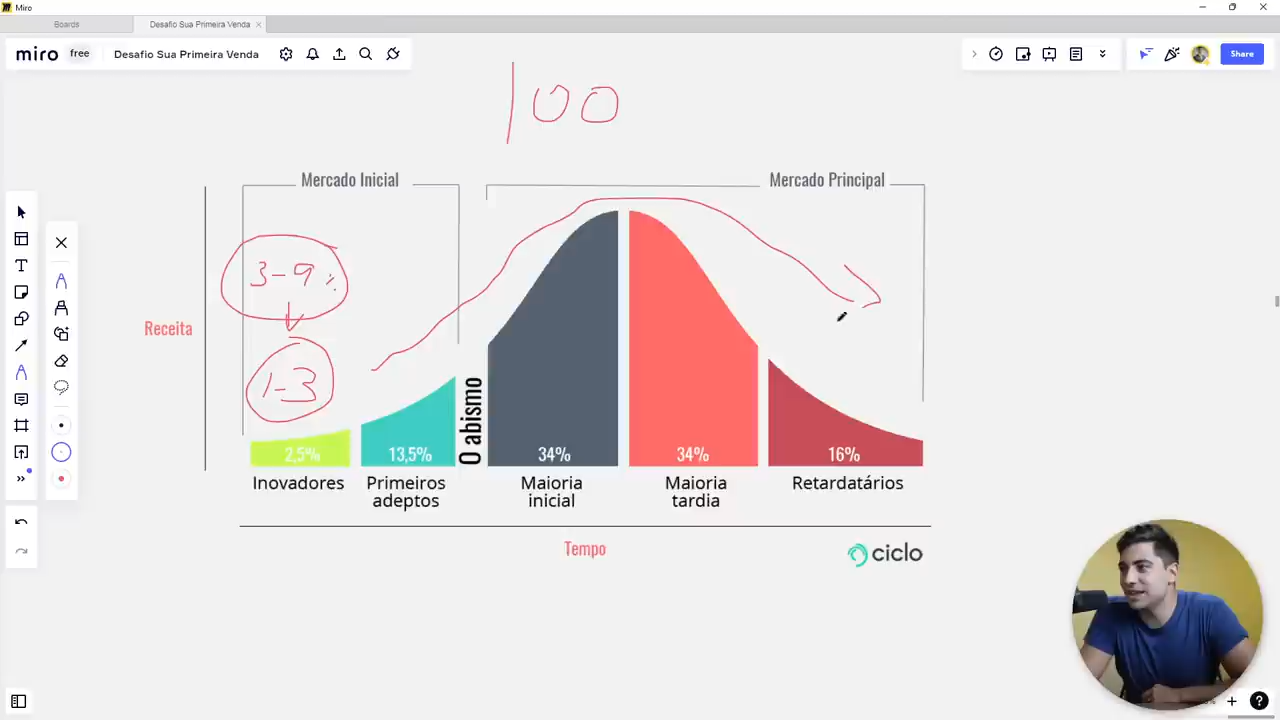 Miro
Boards
Desafio Sua Primeira Venda
miro free
Desafio Sua Primeira Venda
Share
100
Mercado Inicial
Mercado Principal
3-9%
1-3
Receita
O abismo
2,5%
13,5%
34%
34%
16%
Inovadores
Primeiros
adeptos
Maioria
inicial
Maioria
tardia
Retardatários
Tempo
ciclo